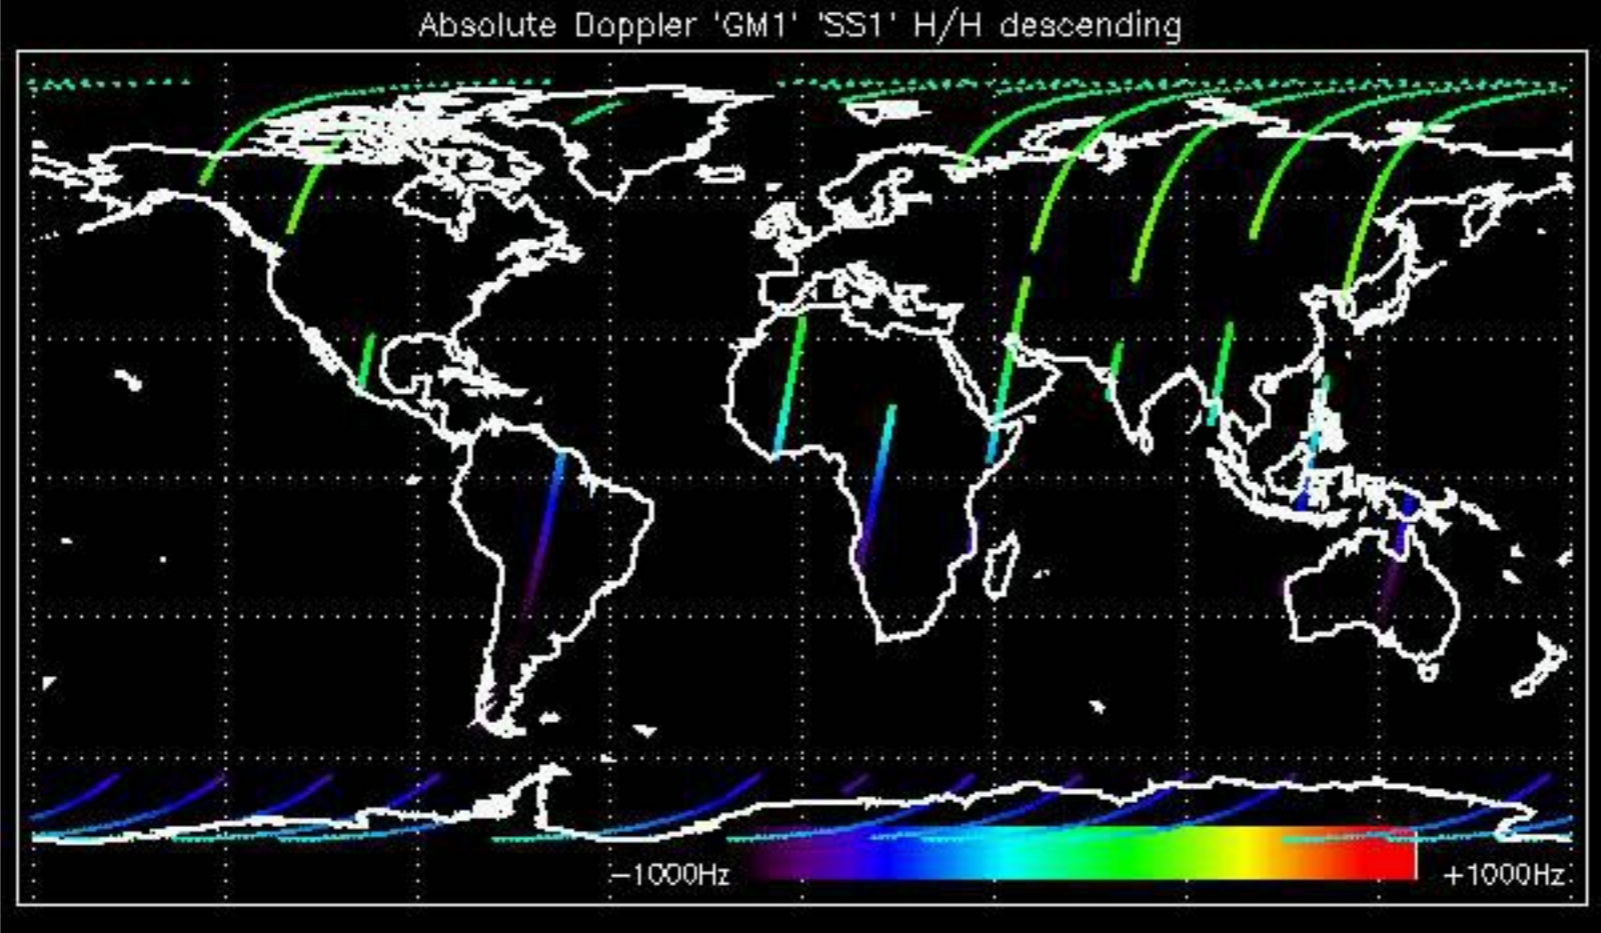 Absolute Doppler 'GM1' 'SS1' H/H descending
−1000Hz
+1000Hz